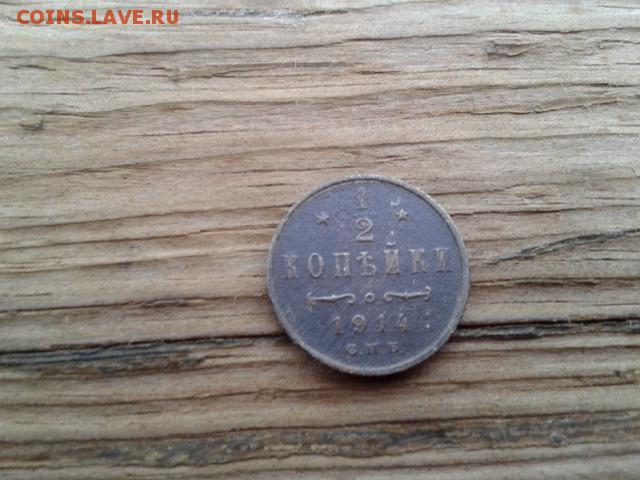 COINS.LAVE.RU
1
2
КОПѢЙКИ
1914
С.П.Б.